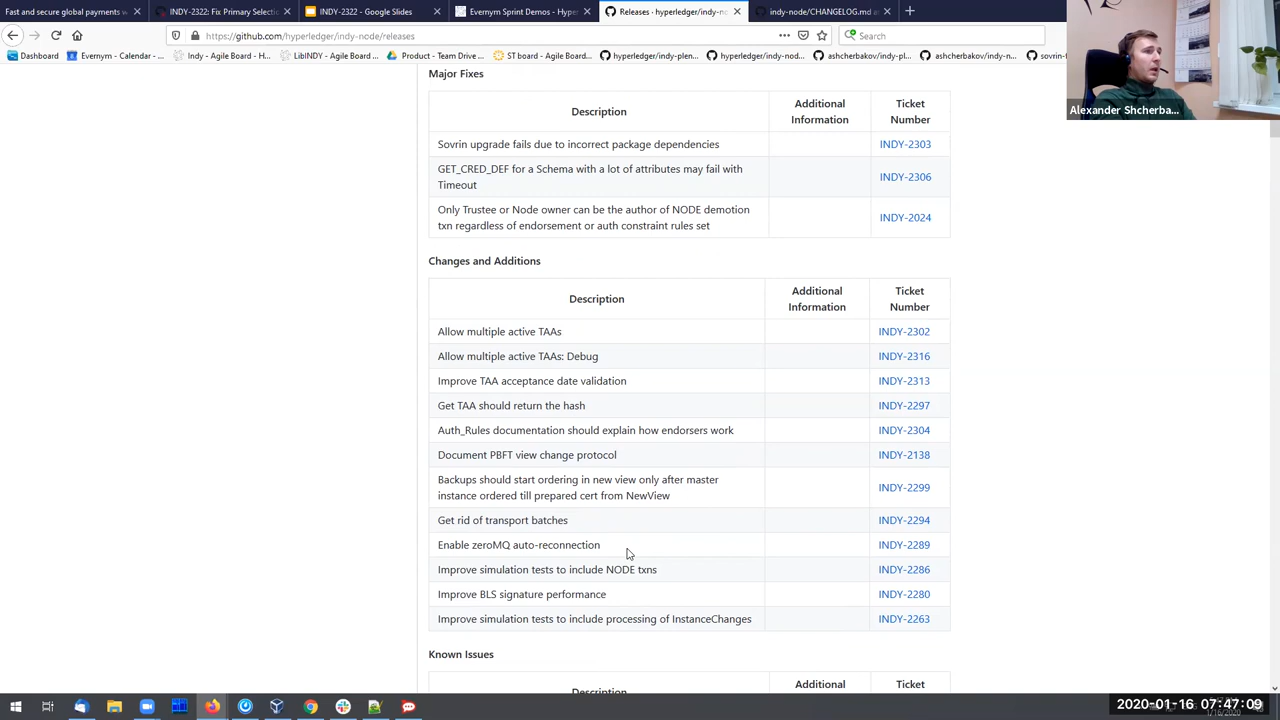 Fast and secure global payments w
INDY-2322: Fix Primary Selectio
INDY-2322 - Google Slides
Evernym Sprint Demos - Hyper
Releases · hyperledger/indy-no
indy-node/CHANGELOG.md at
https://github.com/hyperledger/indy-node/releases
Search
Dashboard
Evernym - Calendar -...
Indy - Agile Board - H...
LibINDY - Agile Board ...
Product - Team Drive ...
ST board - Agile Boar...
hyperledger/indy-plen...
hyperledger/indy-nod...
ashcherbakov/indy-pl...
ashcherbakov/indy-n...
sovrin-f
Alexander Shcherba...
Major Fixes
Description
Additional Information
Ticket Number
Sovrin upgrade fails due to incorrect package dependencies
INDY-2303
GET_CRED_DEF for a Schema with a lot of attributes may fail with
Timeout
INDY-2306
Only Trustee or Node owner can be the author of NODE demotion
txn regardless of endorsement or auth constraint rules set
INDY-2024
Changes and Additions
Description
Additional Information
Ticket Number
Allow multiple active TAAs
INDY-2302
Allow multiple active TAAs: Debug
INDY-2316
Improve TAA acceptance date validation
INDY-2313
Get TAA should return the hash
INDY-2297
Auth_Rules documentation should explain how endorsers work
INDY-2304
Document PBFT view change protocol
INDY-2138
Backups should start ordering in new view only after master
instance ordered till prepared cert from NewView
INDY-2299
Get rid of transport batches
INDY-2294
Enable zeroMQ auto-reconnection
INDY-2289
Improve simulation tests to include NODE txns
INDY-2286
Improve BLS signature performance
INDY-2280
Improve simulation tests to include processing of InstanceChanges
INDY-2263
Known Issues
Description
Additional
Ticket
2020-01-16 07:47:09